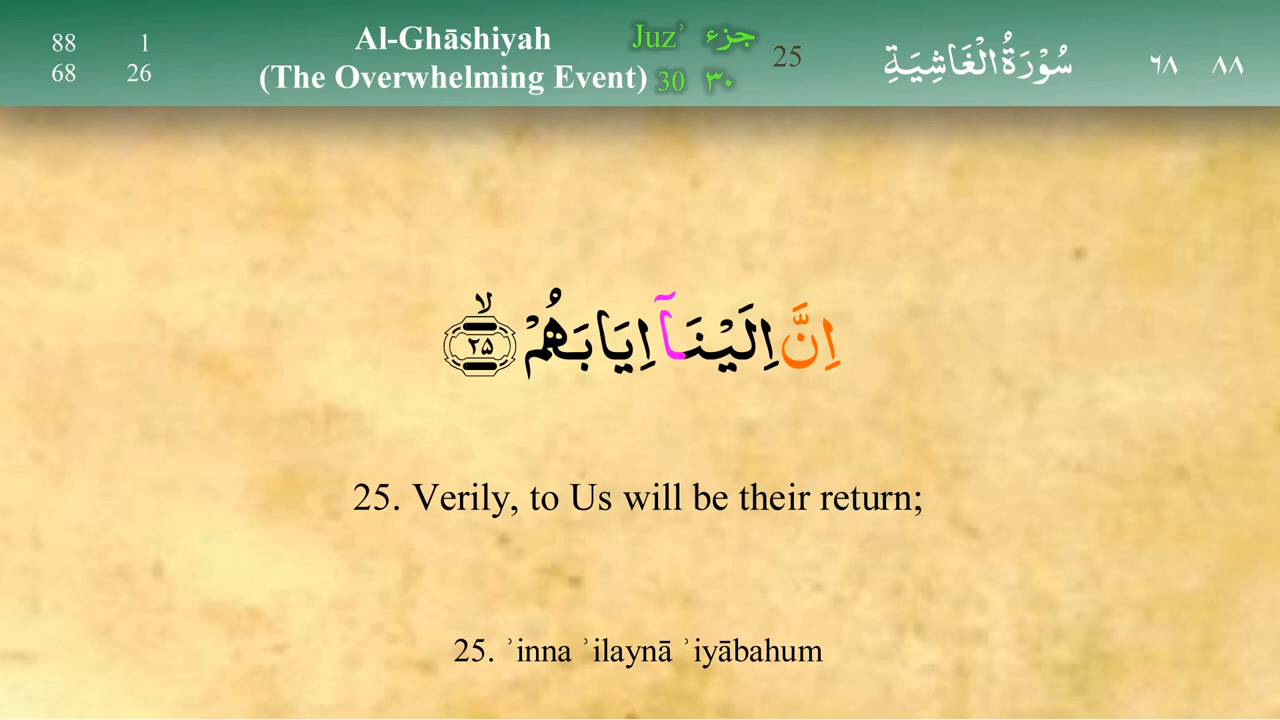 88 1 Al-Ghāshiyah Juzʾ جزء 25 سُوْرَةُ الْغَاشِيَةِ ٦٨ ٨٨
68 26 (The Overwhelming Event) 30 ٣٠
اِنَّ اِلَيْنَاۤ اِيَابَهُمْ ۙ ٢٥
25. Verily, to Us will be their return;
25. ʾinna ʾilaynā ʾiyābahum